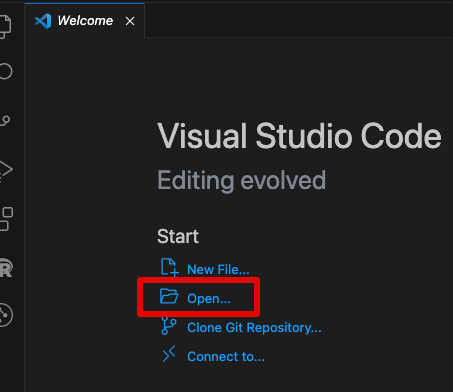 Welcome
Visual Studio Code
Editing evolved
Start
New File...
Open...
Clone Git Repository...
Connect to...
R